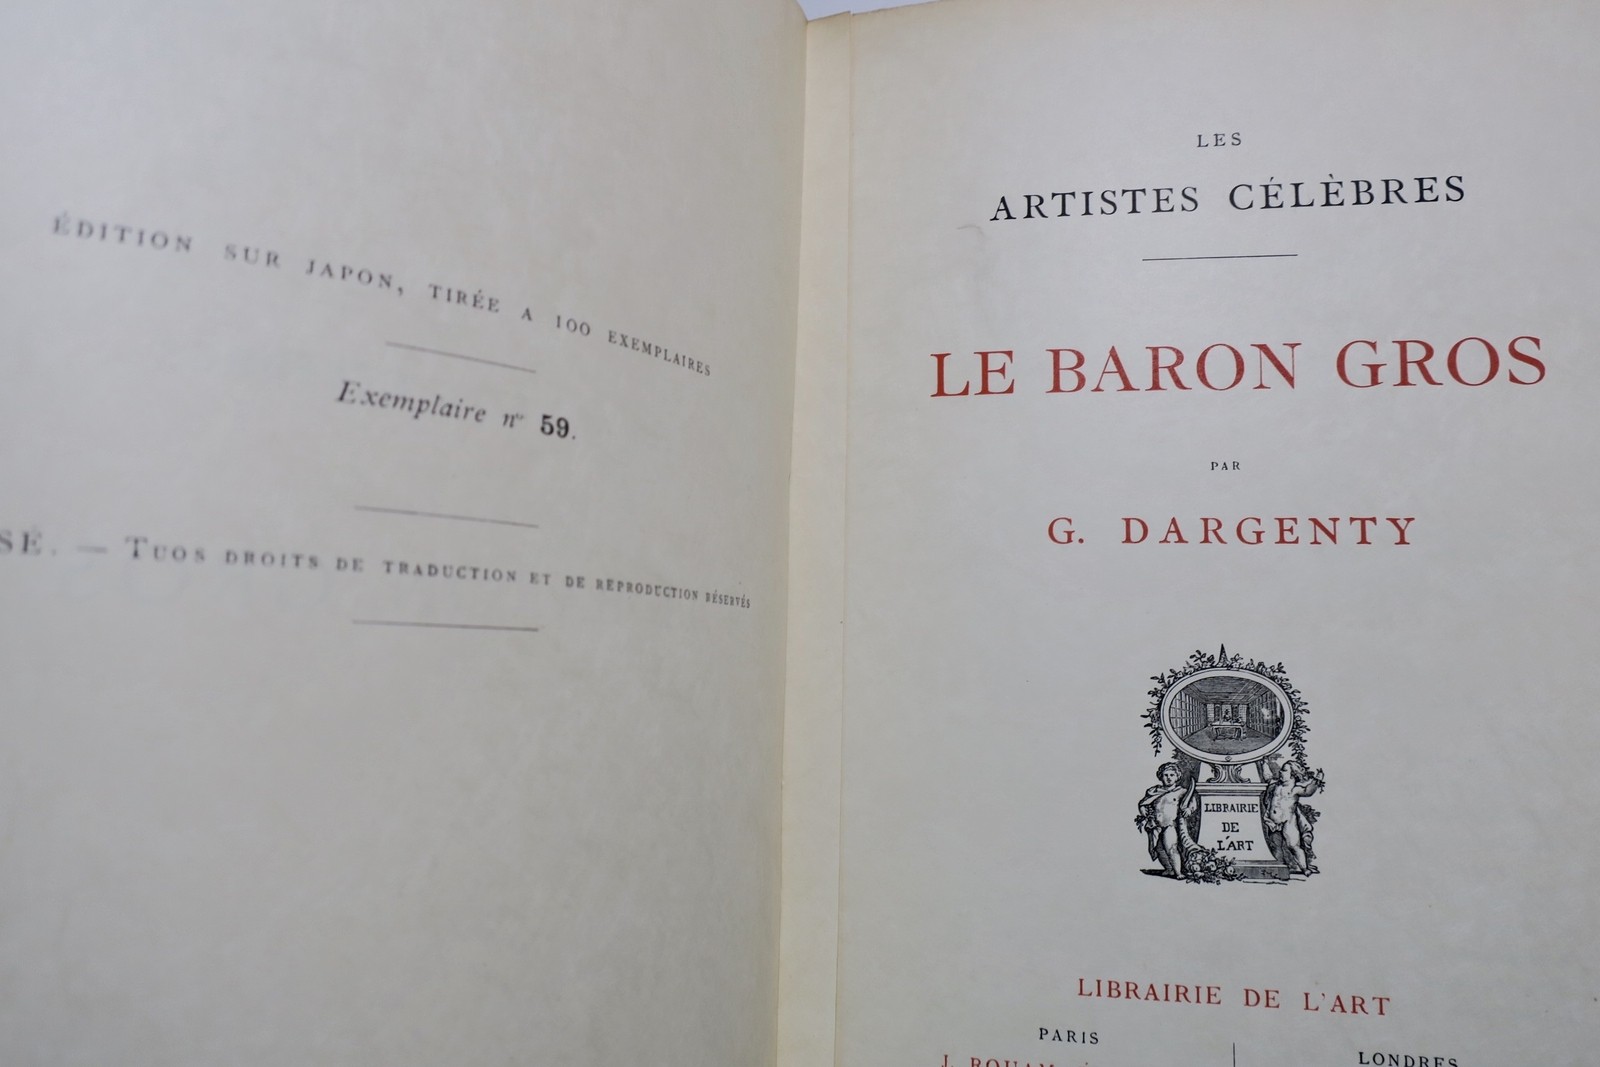 ÉDITION SUR JAPON, TIRÉE A 100 EXEMPLAIRES
Exemplaire nº 59.
SÉ. — TUOS DROITS DE TRADUCTION ET DE REPRODUCTION RÉSERVÉS
LES
ARTISTES CÉLÈBRES
LE BARON GROS
PAR
G. DARGENTY
LIBRAIRIE
DE
L'ART
LIBRAIRIE DE L'ART
PARIS
LONDRES
J. ROUAM